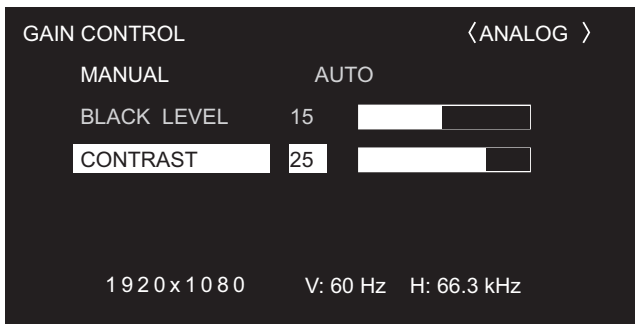 GAIN CONTROL 〈ANALOG 〉
MANUAL AUTO
BLACK LEVEL 15
CONTRAST 25
1920x1080 V: 60 Hz H: 66.3 kHz